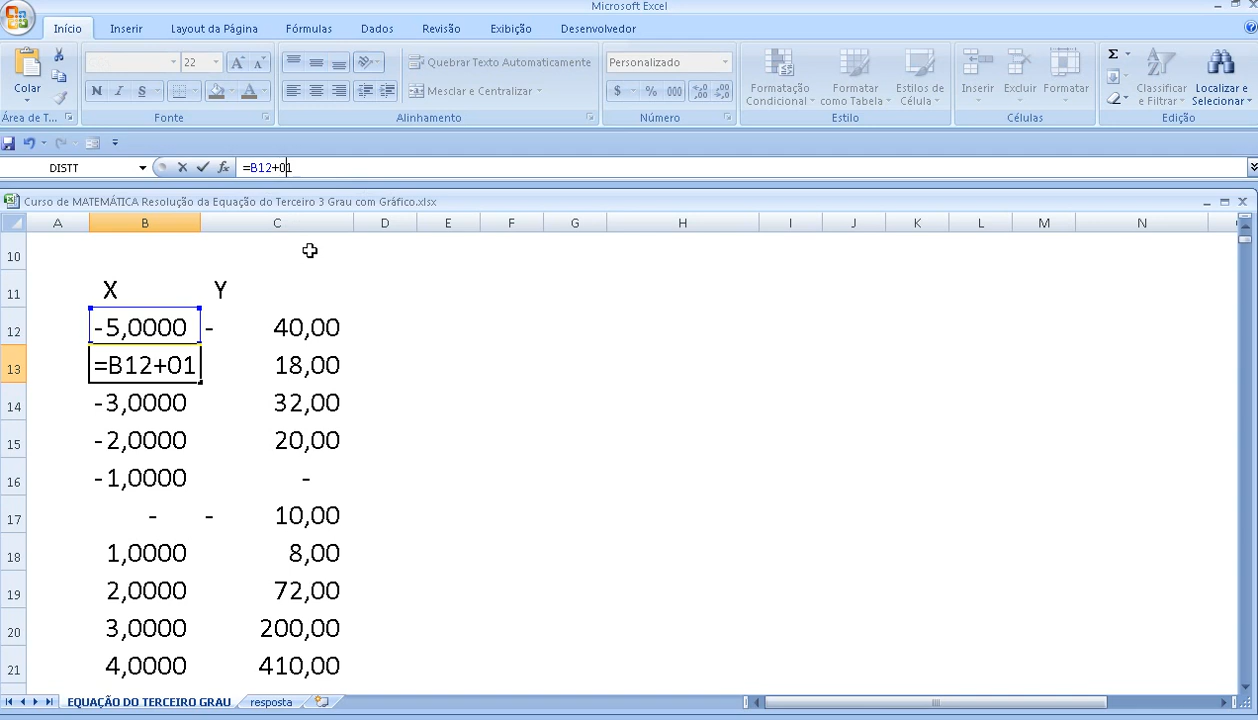 Microsoft Excel
Início Inserir Layout da Página Fórmulas Dados Revisão Exibição Desenvolvedor
Colar
22 A A
Quebrar Texto Automaticamente
Personalizado
N I S
Mesclar e Centralizar
$ % 000
Formatação Condicional
Formatar como Tabela
Estilos de Célula
Inserir Excluir Formatar
Classificar e Filtrar
Localizar e Selecionar
Área de T... Fonte Alinhamento Número Estilo Células Edição
DISTT fx =B12+01
Curso de MATEMÁTICA Resolução da Equação do Terceiro 3 Grau com Gráfico.xlsx
A B C D E F G H I J K L M N
10
11 X Y
12 -5,0000 - 40,00
13 =B12+01 18,00
14 -3,0000 32,00
15 -2,0000 20,00
16 -1,0000 -
17 - - 10,00
18 1,0000 8,00
19 2,0000 72,00
20 3,0000 200,00
21 4,0000 410,00
EQUAÇÃO DO TERCEIRO GRAU resposta